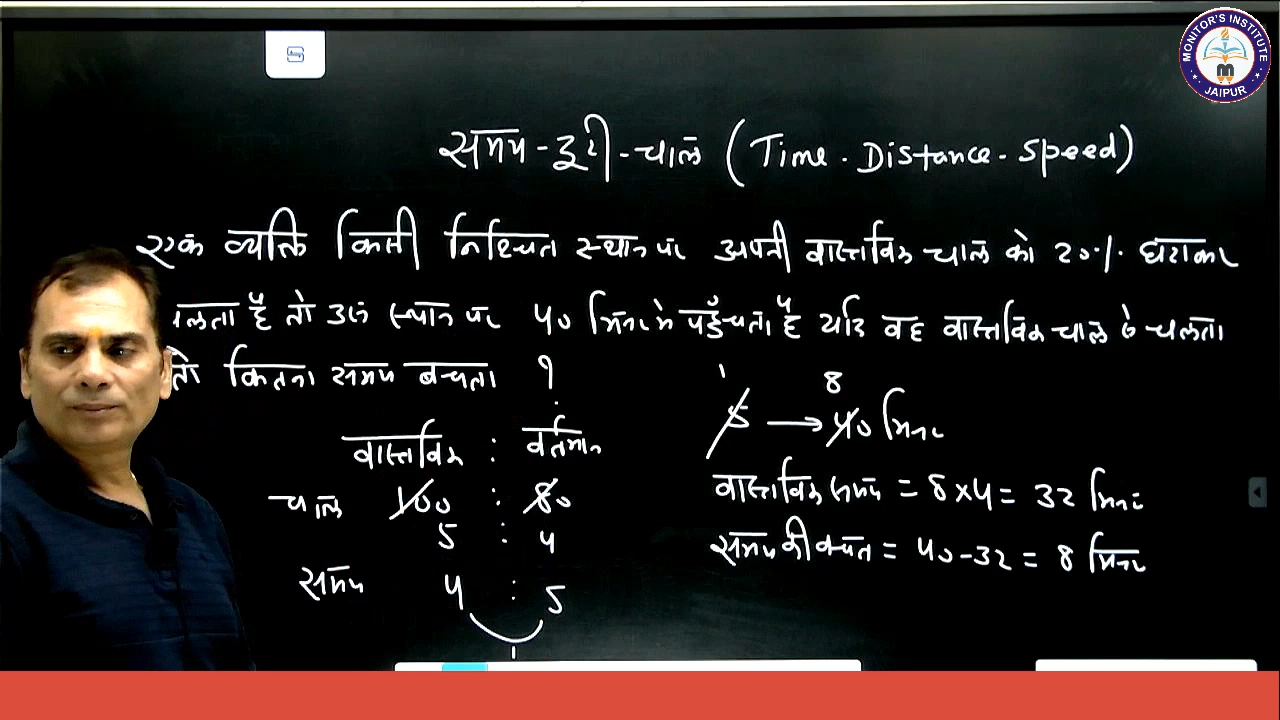 MONITOR'S INSTITUTE
JAIPUR
समय - दूरी - चाल (Time - Distance - Speed)
एक व्यक्ति किसी निश्चित स्थान पर अपनी वास्तविक चाल को 20% घटाकर
चलता है तो उस स्थान पर 40 मिनट में पहुँचता है यदि वह वास्तविक चाल से चलता
तो कितना समय बचता ?
वास्तविक : वर्तमान
चाल 100 : 80
5 : 4
समय 4 : 5
1
1 8
5 → 40 मिनट
वास्तविक समय = 8 x 4 = 32 मिनट
समय की बचत = 40 - 32 = 8 मिनट